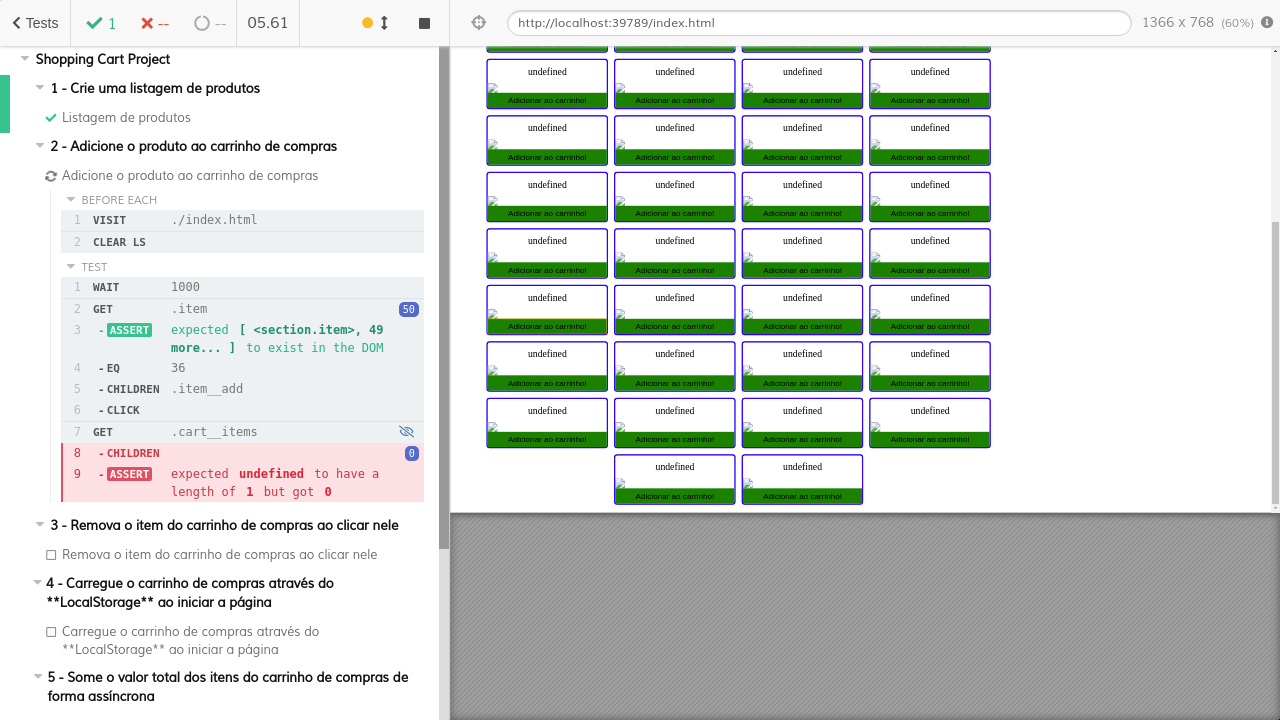 Tests
1
--
--
05.61
http://localhost:39789/index.html
1366 x 768 (60%)
Shopping Cart Project
1 - Crie uma listagem de produtos
Listagem de produtos
2 - Adicione o produto ao carrinho de compras
Adicione o produto ao carrinho de compras
BEFORE EACH
1 VISIT ./index.html
2 CLEAR LS
TEST
1 WAIT 1000
2 GET .item 50
3 -ASSERT expected [ <section.item>, 49
more... ] to exist in the DOM
4 -EQ 36
5 -CHILDREN .item__add
6 -CLICK
7 GET .cart__items
8 -CHILDREN 0
9 -ASSERT expected undefined to have a
length of 1 but got 0
3 - Remova o item do carrinho de compras ao clicar nele
Remova o item do carrinho de compras ao clicar nele
4 - Carregue o carrinho de compras através do
**LocalStorage** ao iniciar a página
Carregue o carrinho de compras através do
**LocalStorage** ao iniciar a página
5 - Some o valor total dos itens do carrinho de compras de
forma assíncrona
undefined undefined undefined undefined
Adicionar ao carrinho! Adicionar ao carrinho! Adicionar ao carrinho! Adicionar ao carrinho!
undefined undefined undefined undefined
Adicionar ao carrinho! Adicionar ao carrinho! Adicionar ao carrinho! Adicionar ao carrinho!
undefined undefined undefined undefined
Adicionar ao carrinho! Adicionar ao carrinho! Adicionar ao carrinho! Adicionar ao carrinho!
undefined undefined undefined undefined
Adicionar ao carrinho! Adicionar ao carrinho! Adicionar ao carrinho! Adicionar ao carrinho!
undefined undefined undefined undefined
Adicionar ao carrinho! Adicionar ao carrinho! Adicionar ao carrinho! Adicionar ao carrinho!
undefined undefined undefined undefined
Adicionar ao carrinho! Adicionar ao carrinho! Adicionar ao carrinho! Adicionar ao carrinho!
undefined undefined undefined undefined
Adicionar ao carrinho! Adicionar ao carrinho! Adicionar ao carrinho! Adicionar ao carrinho!
undefined undefined
Adicionar ao carrinho! Adicionar ao carrinho!